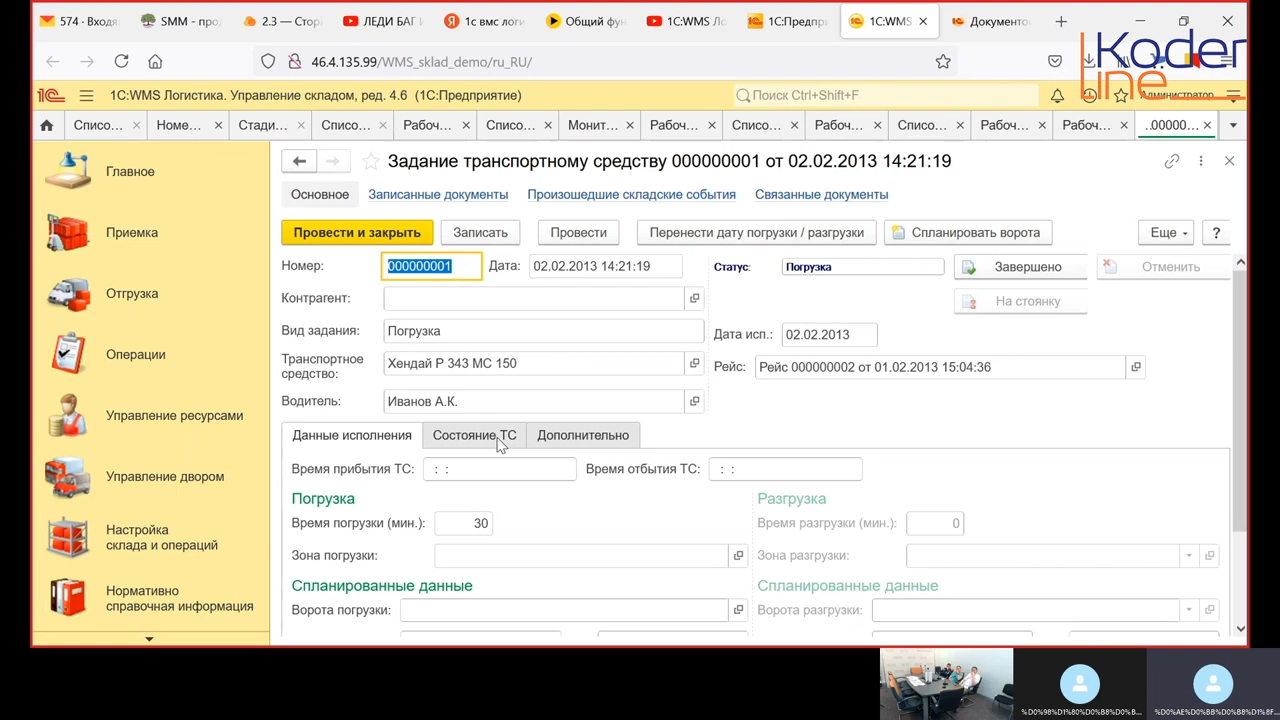 574 · Входя
SMM - про
2.3 — Стор
ЛЕДИ БАГ И
1с вмс логи
Общий фун
1C:WMS Ло
1С:Предпр
1C:WMS
Документо
46.4.135.99/WMS_sklad_demo/ru_RU/
Koder
line
1C:WMS Логистика. Управление складом, ред. 4.6 (1С:Предприятие)
Поиск Ctrl+Shift+F
Администратор
Списо...
Номе...
Стади...
Списо...
Рабоч...
Списо...
Монит...
Рабоч...
Списо...
Рабоч...
Списо...
Рабоч...
Рабоч...
..00000...
Главное
Приемка
Отгрузка
Операции
Управление ресурсами
Управление двором
Настройка
склада и операций
Нормативно
справочная информация
Задание транспортному средству 000000001 от 02.02.2013 14:21:19
Основное Записанные документы Произошедшие складские события Связанные документы
Провести и закрыть Записать Провести Перенести дату погрузки / разгрузки Спланировать ворота Еще ?
Номер: 000000001 Дата: 02.02.2013 14:21:19 Статус: Погрузка Завершено Отменить
Контрагент: На стоянку
Вид задания: Погрузка Дата исп.: 02.02.2013
Транспортное
средство: Хендай Р 343 МС 150 Рейс: Рейс 000000002 от 01.02.2013 15:04:36
Водитель: Иванов А.К.
Данные исполнения Состояние ТС Дополнительно
Время прибытия ТС: : : Время отбытия ТС: : :
Погрузка Разгрузка
Время погрузки (мин.): 30 Время разгрузки (мин.): 0
Зона погрузки: Зона разгрузки:
Спланированные данные Спланированные данные
Ворота погрузки: Ворота разгрузки: